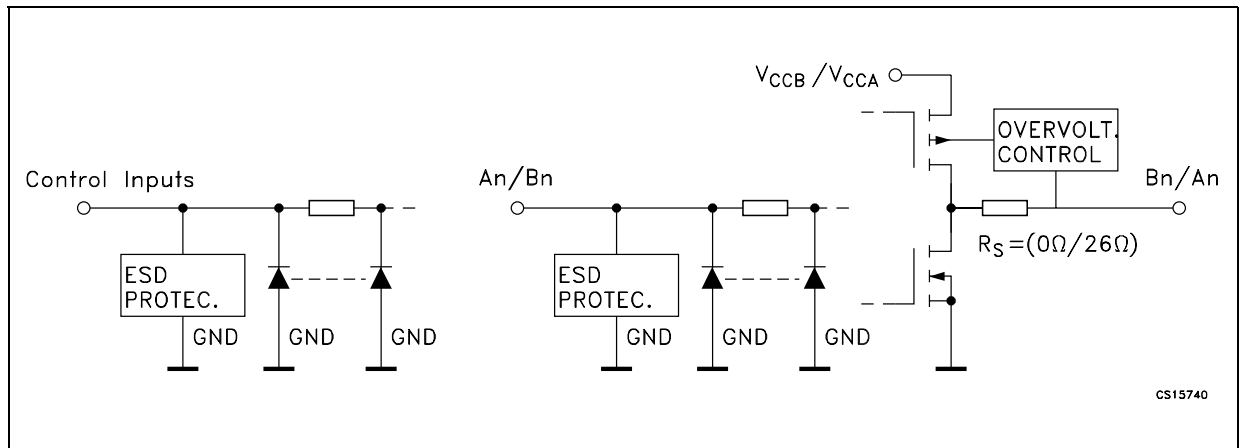 V_CCB /V_CCA
OVERVOLT.
CONTROL
Control Inputs
An/Bn
Bn/An
R_S=(0Ω/26Ω)
ESD
PROTEC.
GND
GND
GND
ESD
PROTEC.
GND
GND
GND
CS15740